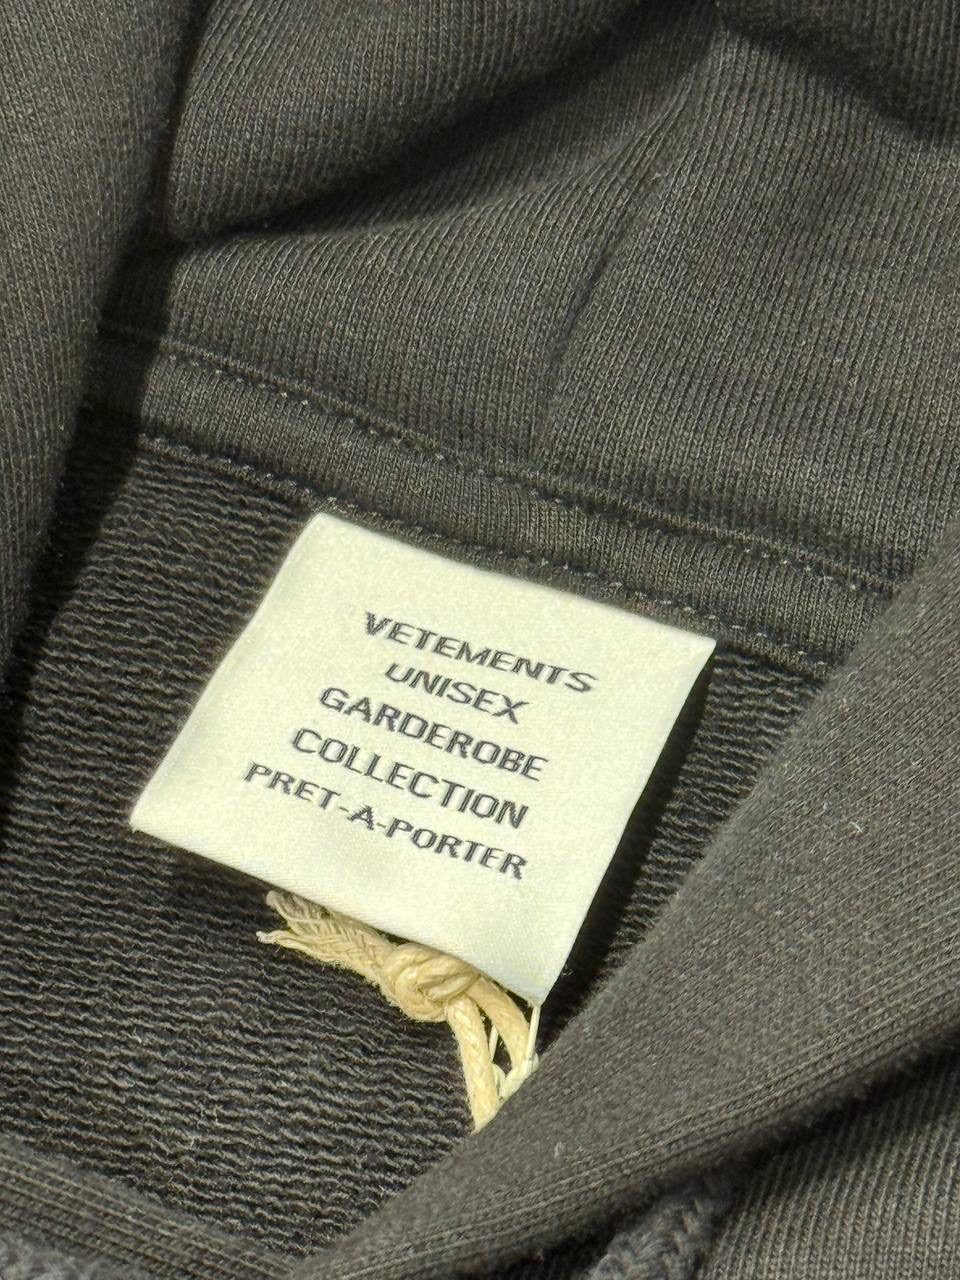 VETEMENTS
UNISEX
GARDEROBE
COLLECTION
PRET-A-PORTER